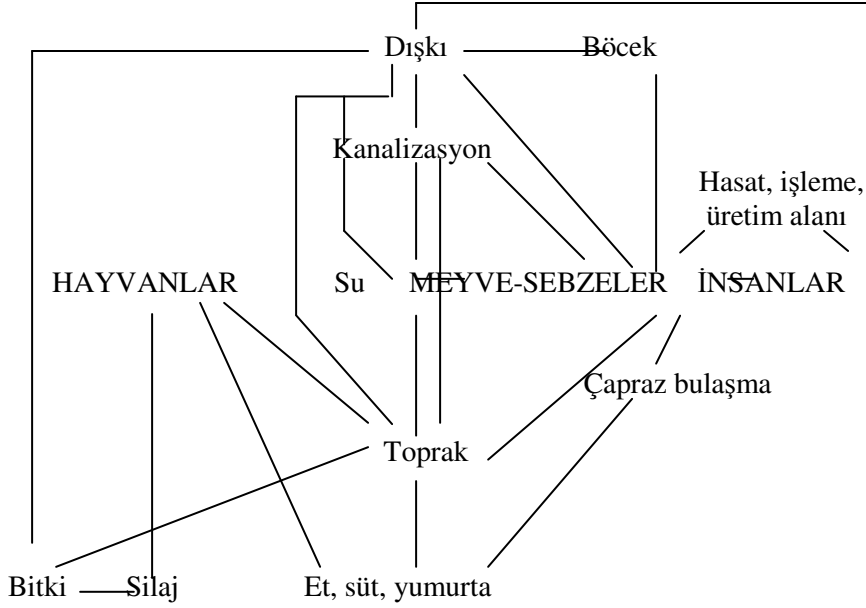 Dışkı Böcek
Kanalizasyon
Hasat, işleme,
üretim alanı
HAYVANLAR Su MEYVE-SEBZELER İNSANLAR
Çapraz bulaşma
Toprak
Bitki Silaj Et, süt, yumurta